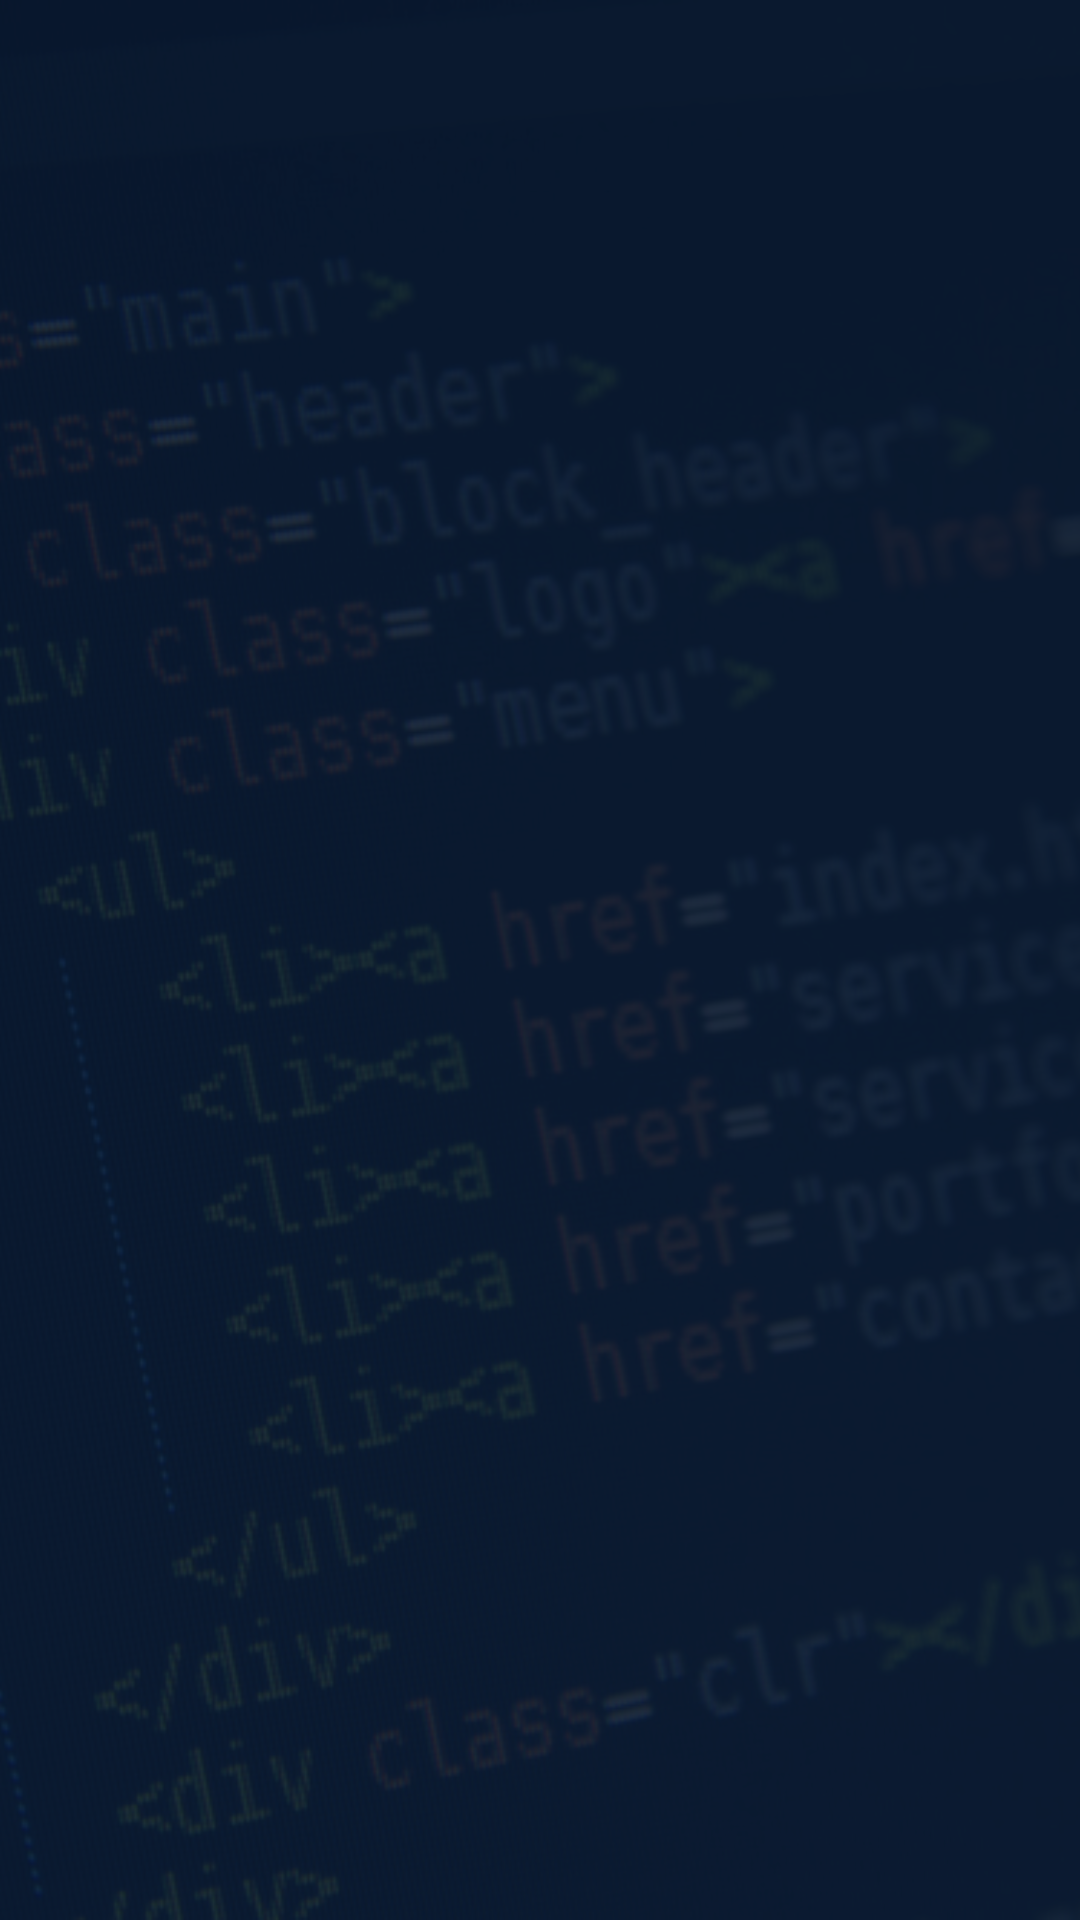 ="main">
ass="header">
class="block_header">
iv class="logo"><a href=
div class="menu">
<ul>
<li><a href="index.h
<li><a href="service
<li><a href="servic
<li><a href="portfo
<li><a href="conta
</ul>
</div>
<div class="clr"></di
/div>